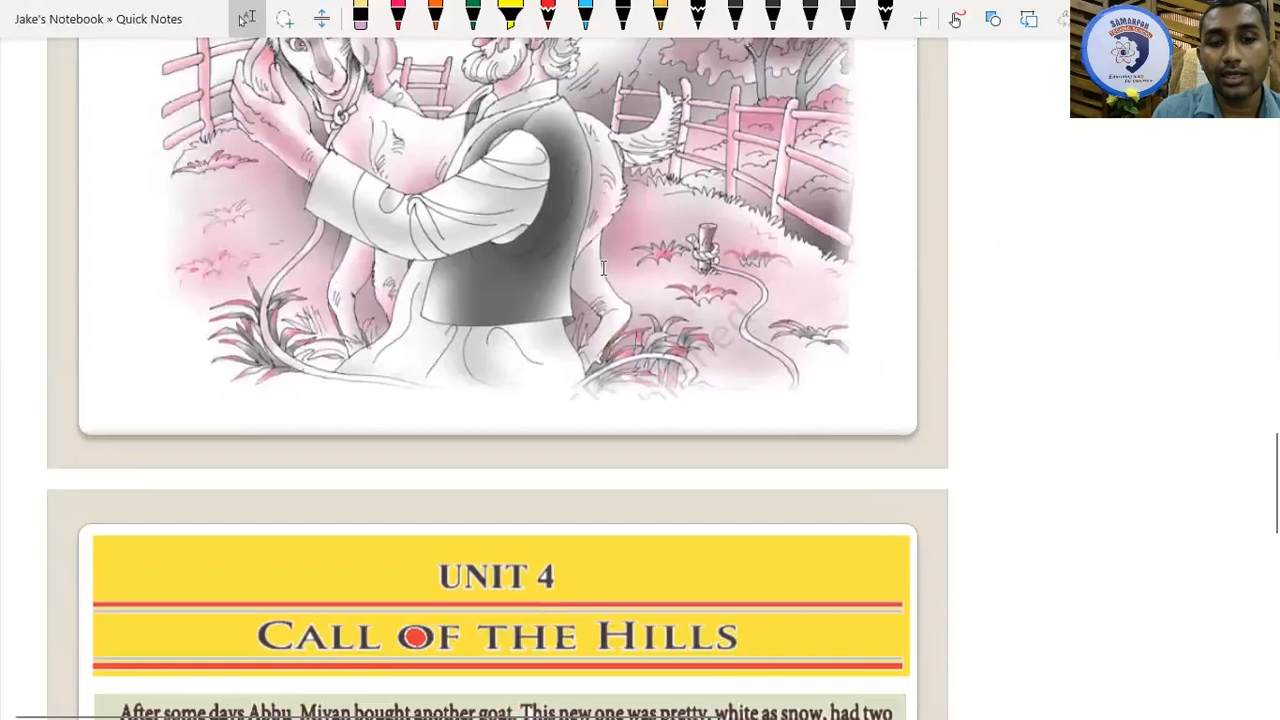 Jake's Notebook » Quick Notes
SAMARPAN
UNIT 4
CALL OF THE HILLS
After some days Abbu Miyan bought another goat. This new one was pretty, white as snow, had two